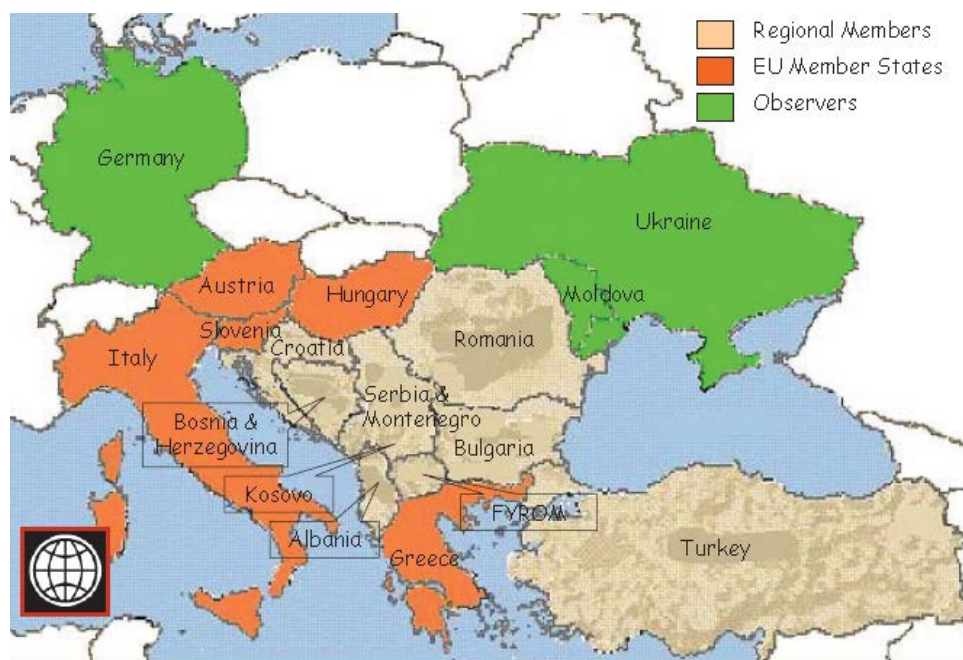 Regional Members
EU Member States
Observers
Germany
Ukraine
Austria
Hungary
Moldova
Slovenia
Croatia
Romania
Italy
Serbia &
Montenegro
Bosnia &
Herzegovina
Bulgaria
Kosovo
FYROM
Albania
Greece
Turkey